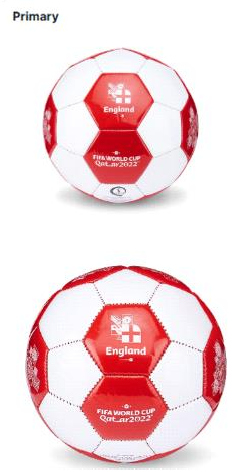 Primary
England
FIFA WORLD CUP
Qatar2022
England
FIFA WORLD CUP
Qatar2022